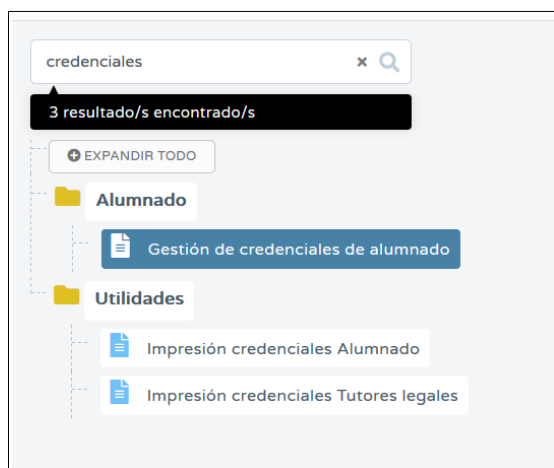 credenciales
3 resultado/s encontrado/s
EXPANDIR TODO
Alumnado
Gestión de credenciales de alumnado
Utilidades
Impresión credenciales Alumnado
Impresión credenciales Tutores legales